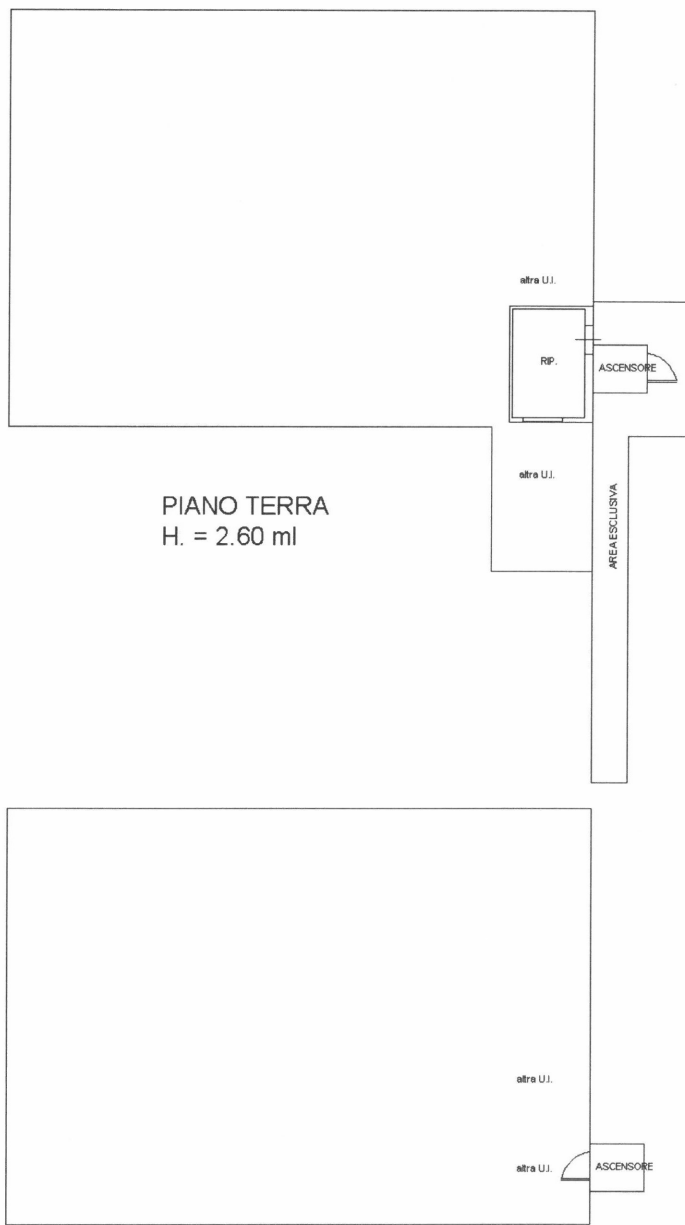 altra U.I.
RIP.
ASCENSORE
altra U.I.
AREA ESCLUSIVA
PIANO TERRA
H. = 2.60 ml
altra U.I.
altra U.I.
ASCENSORE